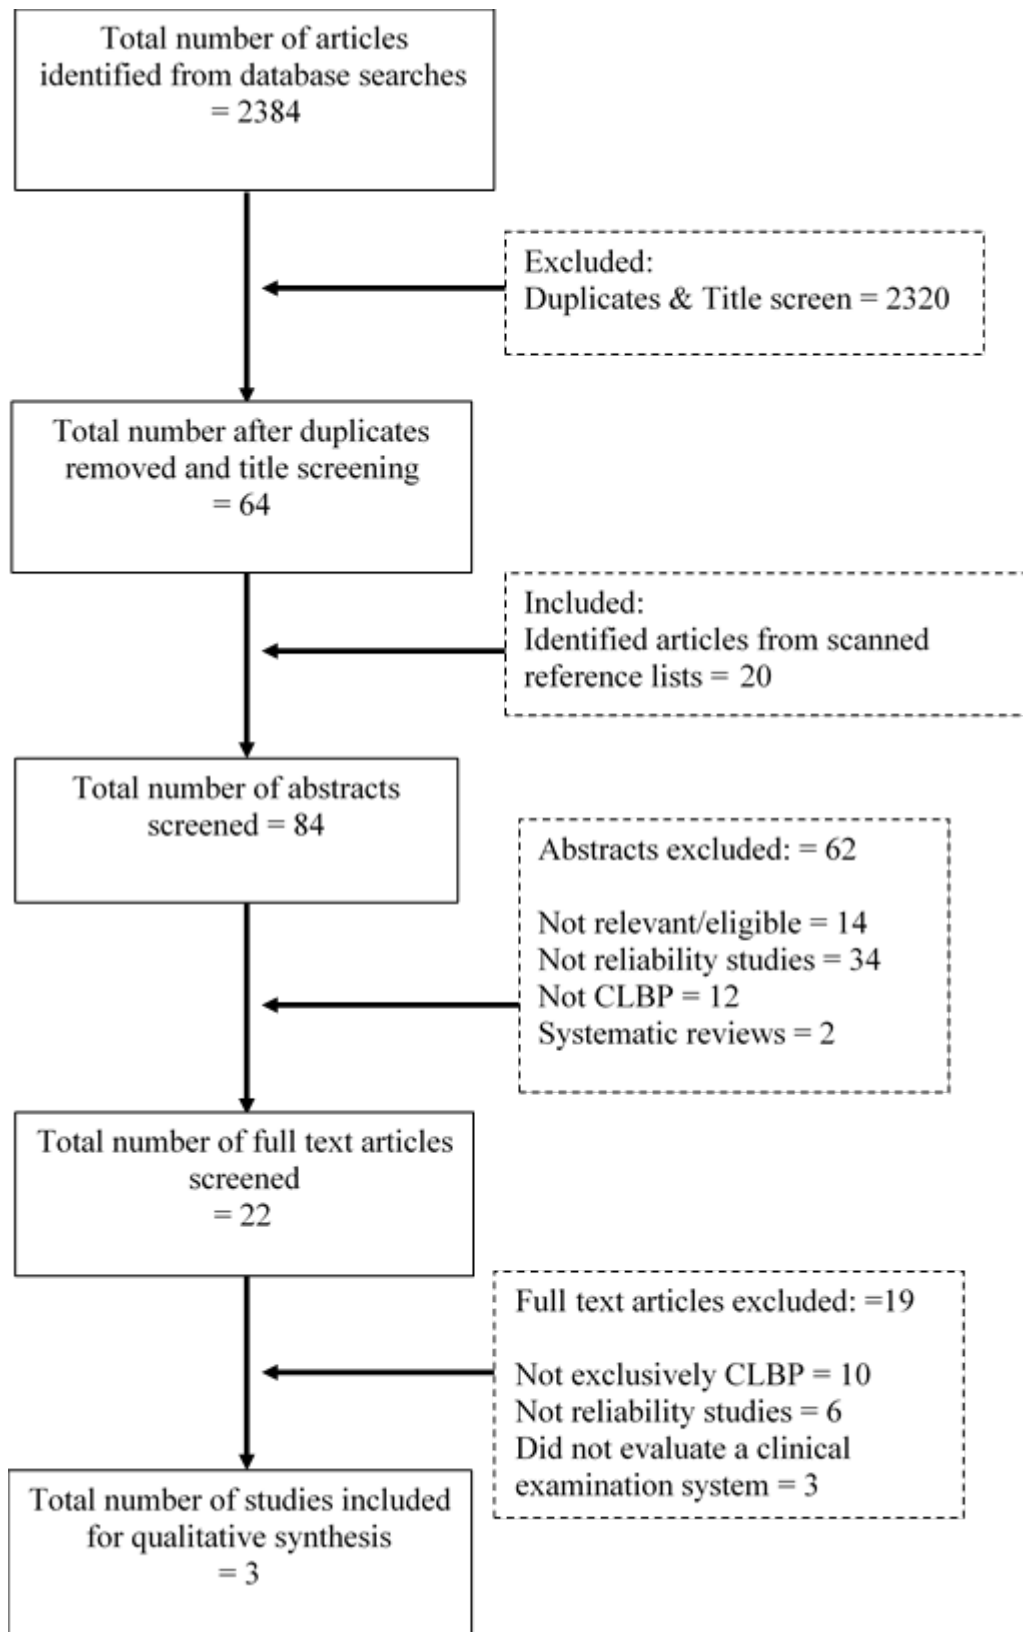 Total number of articles
identified from database searches
= 2384
Excluded:
Duplicates & Title screen = 2320
Total number after duplicates
removed and title screening
= 64
Included:
Identified articles from scanned
reference lists = 20
Total number of abstracts
screened = 84
Abstracts excluded: = 62
Not relevant/eligible = 14
Not reliability studies = 34
Not CLBP = 12
Systematic reviews = 2
Total number of full text articles
screened
= 22
Full text articles excluded: =19
Not exclusively CLBP = 10
Not reliability studies = 6
Did not evaluate a clinical
examination system = 3
Total number of studies included
for qualitative synthesis
= 3